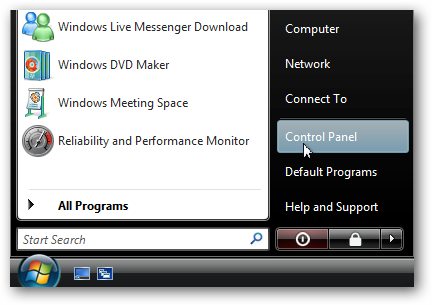 Windows Live Messenger Download
Windows DVD Maker
Windows Meeting Space
Reliability and Performance Monitor
All Programs
Start Search
Computer
Network
Connect To
Control Panel
Default Programs
Help and Support